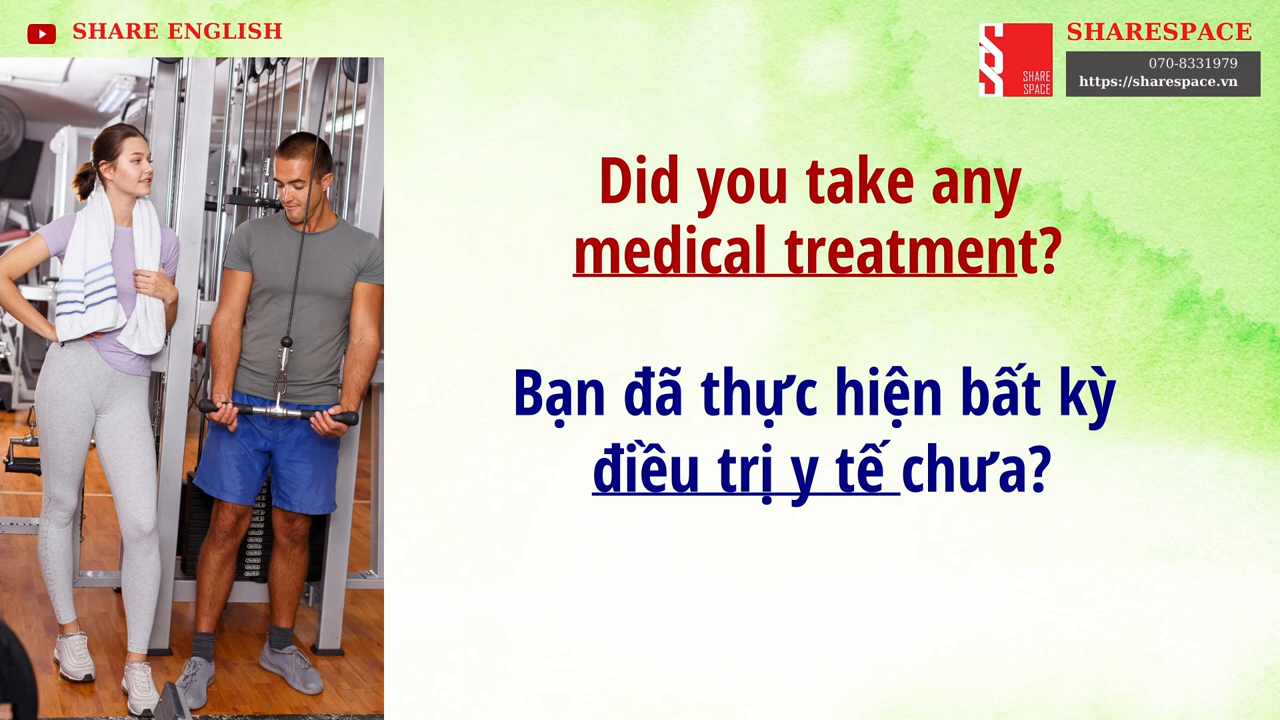 SHARE ENGLISH
SHARE
SPACE
SHARESPACE
070-8331979
https://sharespace.vn
Did you take any
medical treatment?
Bạn đã thực hiện bất kỳ
điều trị y tế chưa?